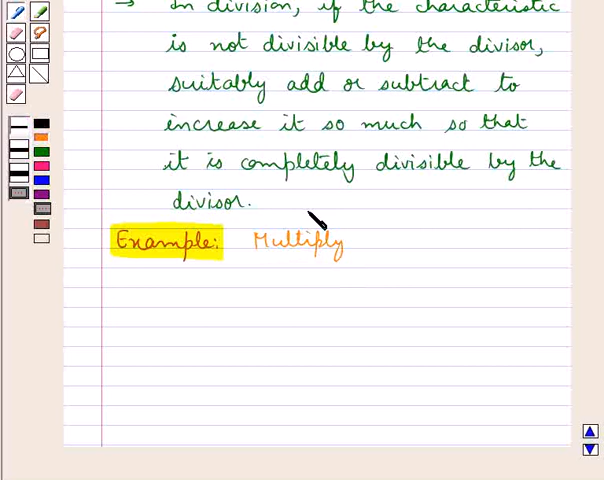 → In division, if the characteristic
is not divisible by the divisor,
suitably add or subtract to
increase it so much so that
it is completely divisible by the
divisor.
Example: Multiply